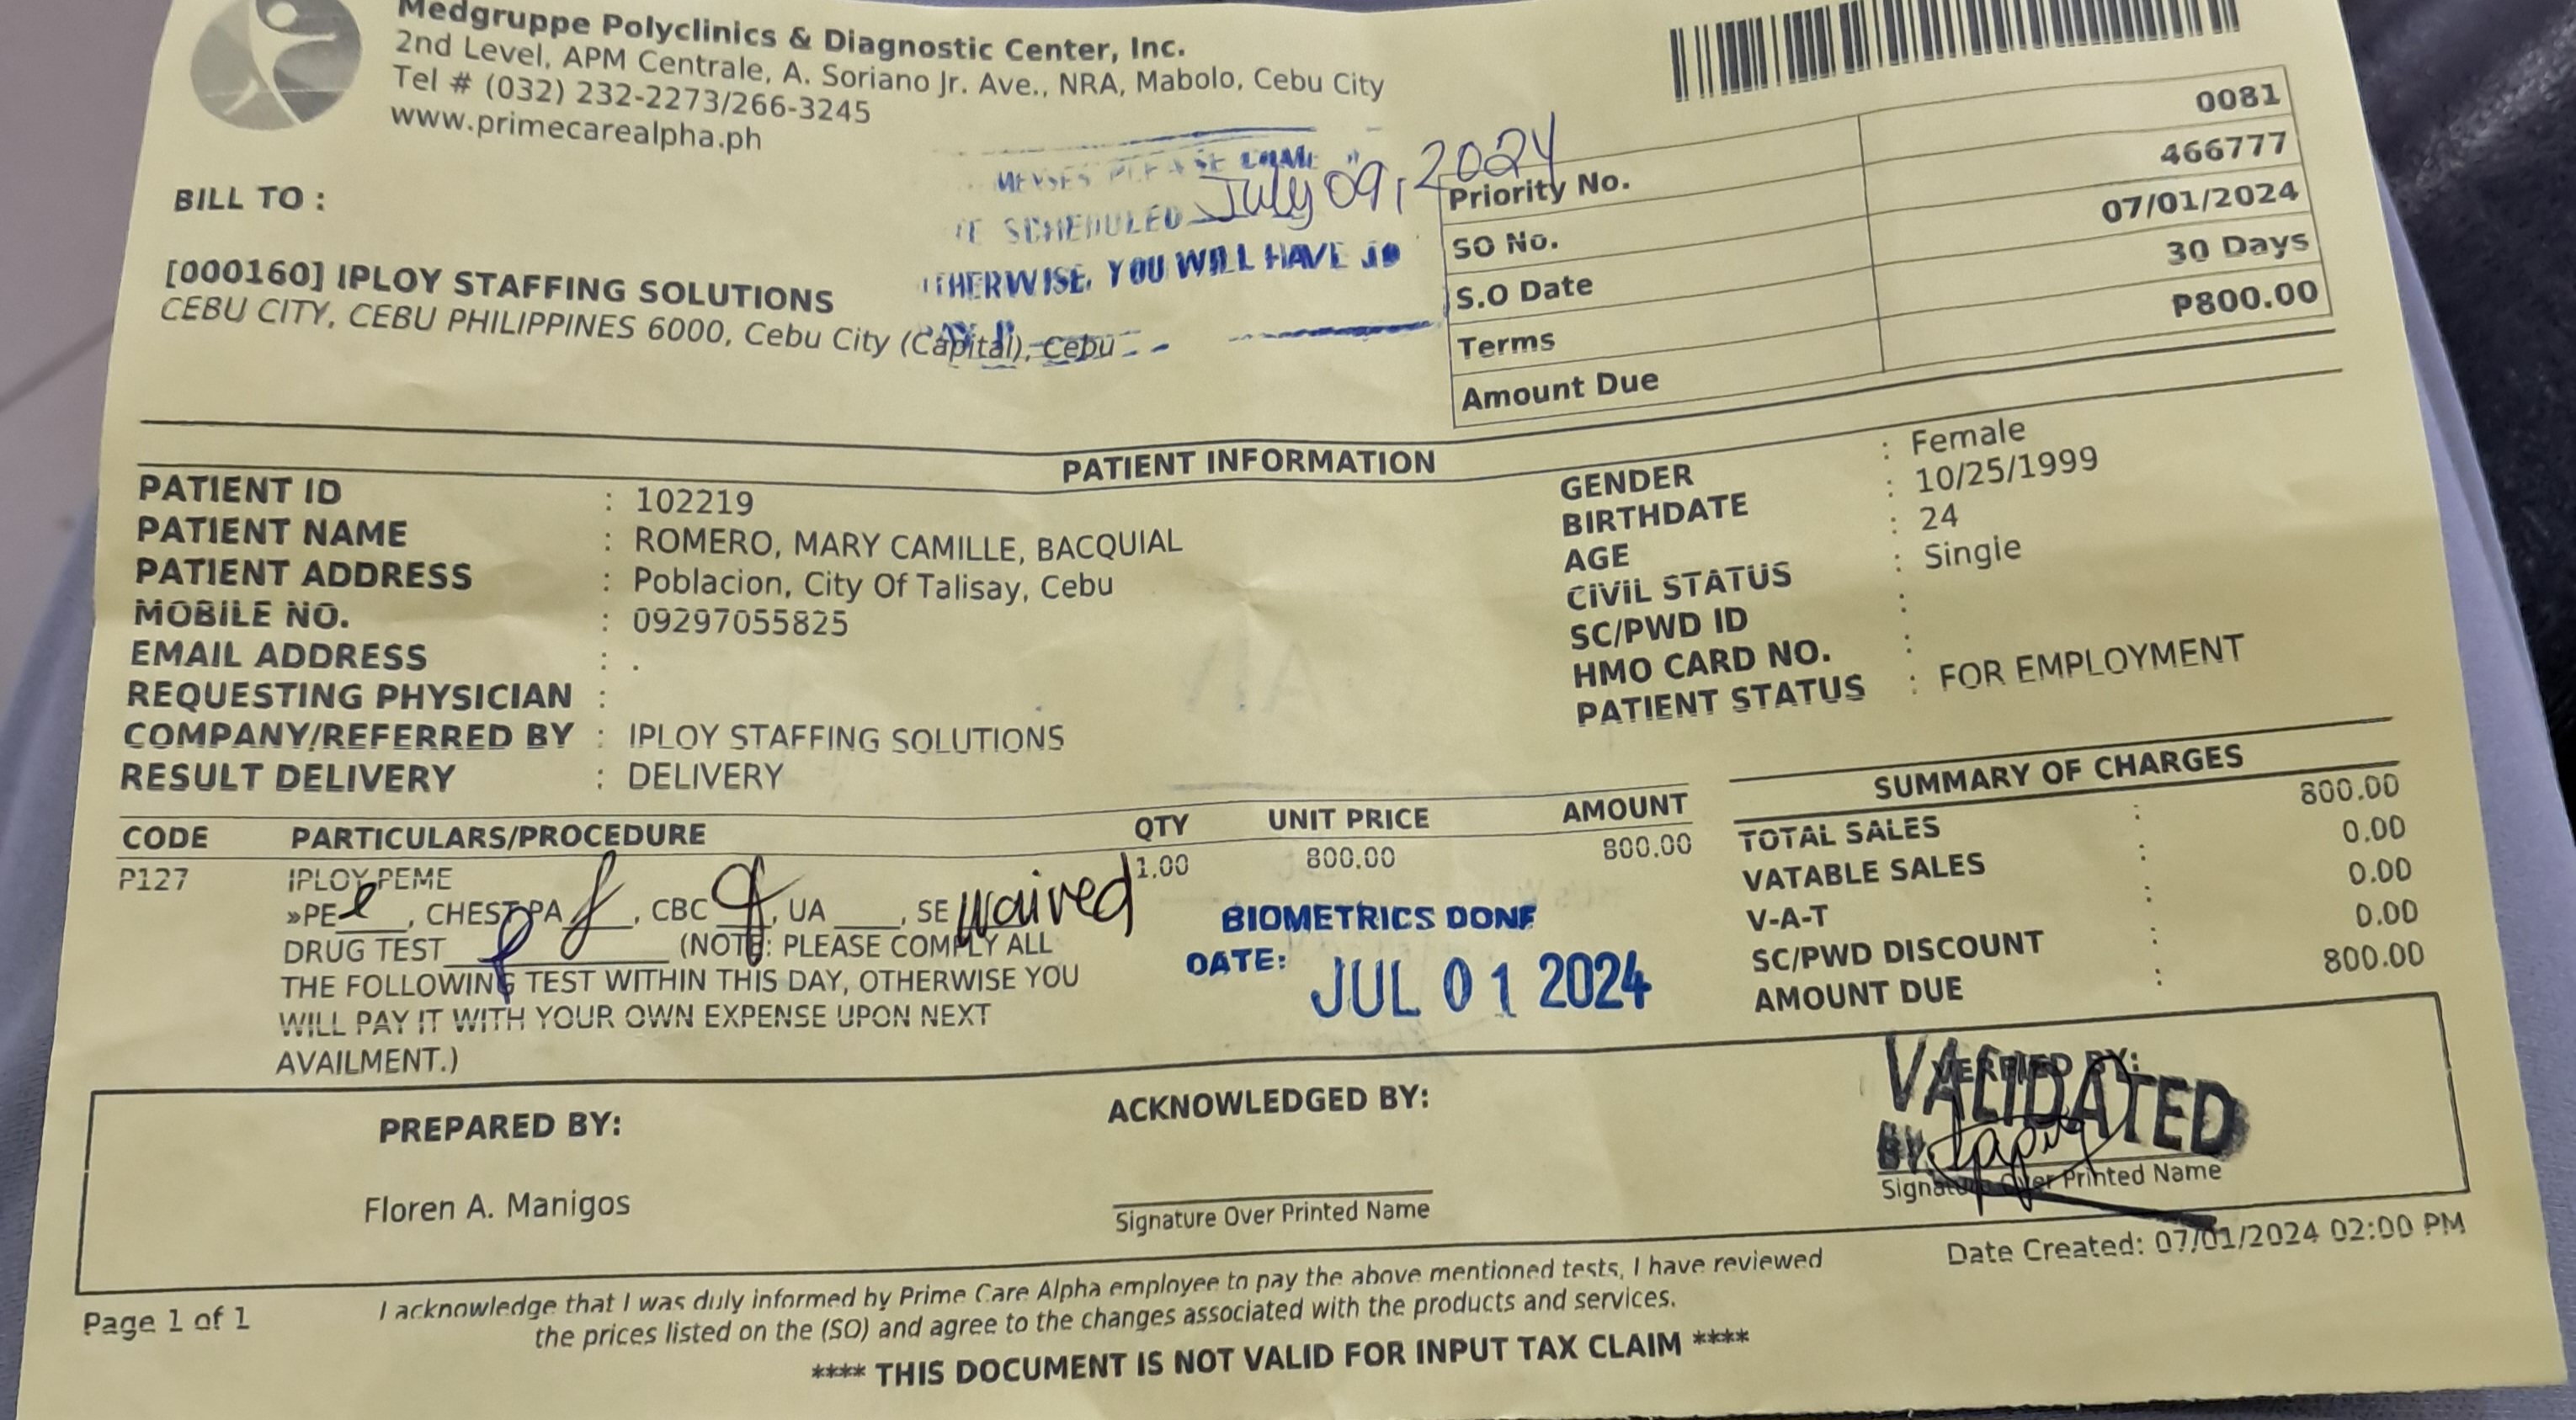 Medgruppe Polyclinics & Diagnostic Center, Inc.
2nd Level, APM Centrale, A. Soriano Jr. Ave., NRA, Mabolo, Cebu City
Tel # (032) 232-2273/266-3245
www.primecarealpha.ph
MENSES PLEASE COME
SCHEDULED July 09, 2024
THERWISE, YOU WILL HAVE
BILL TO :
[000160] IPLOY STAFFING SOLUTIONS
CEBU CITY, CEBU PHILIPPINES 6000, Cebu City (Capital), Cebu
Priority No. 0081
SO No. 466777
S.O Date 07/01/2024
Terms 30 Days
Amount Due P800.00
PATIENT INFORMATION
PATIENT ID : 102219
PATIENT NAME : ROMERO, MARY CAMILLE, BACQUIAL
PATIENT ADDRESS : Poblacion, City Of Talisay, Cebu
MOBILE NO. : 09297055825
EMAIL ADDRESS : .
REQUESTING PHYSICIAN :
COMPANY/REFERRED BY : IPLOY STAFFING SOLUTIONS
RESULT DELIVERY : DELIVERY
GENDER : Female
BIRTHDATE : 10/25/1999
AGE : 24
CIVIL STATUS : Single
SC/PWD ID :
HMO CARD NO. :
PATIENT STATUS : FOR EMPLOYMENT
CODE PARTICULARS/PROCEDURE QTY UNIT PRICE AMOUNT
P127 IPLOY PEME 1.00 800.00 800.00
»PE____, CHEST PA____, CBC____, UA____, SE waived
DRUG TEST____________ (NOTE: PLEASE COMPLY ALL
THE FOLLOWING TEST WITHIN THIS DAY, OTHERWISE YOU
WILL PAY IT WITH YOUR OWN EXPENSE UPON NEXT
AVAILMENT.)
BIOMETRICS DONE
DATE: JUL 01 2024
SUMMARY OF CHARGES
TOTAL SALES : 800.00
VATABLE SALES : 0.00
V-A-T : 0.00
SC/PWD DISCOUNT : 0.00
AMOUNT DUE : 800.00
PREPARED BY:
Floren A. Manigos
ACKNOWLEDGED BY:
Signature Over Printed Name
VERIFIED BY:
VALIDATED
BY
Signature Over Printed Name
Date Created: 07/01/2024 02:00 PM
Page 1 of 1
I acknowledge that I was duly informed by Prime Care Alpha employee to pay the above mentioned tests, I have reviewed
the prices listed on the (SO) and agree to the changes associated with the products and services.
**** THIS DOCUMENT IS NOT VALID FOR INPUT TAX CLAIM ****